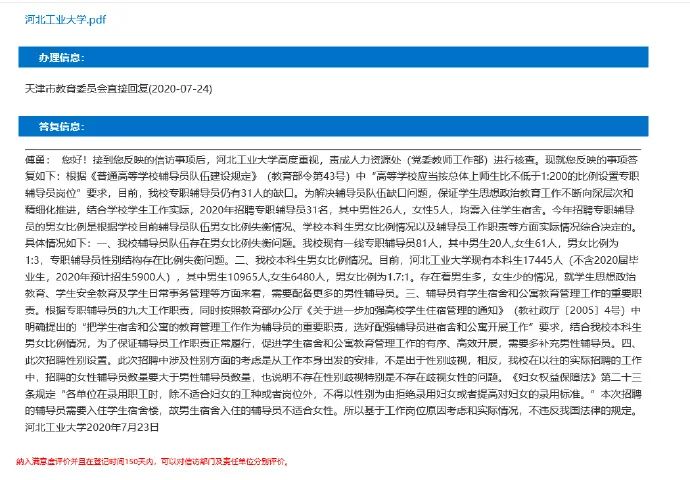 河北工业大学.pdf
办理信息：
天津市教育委员会直接回复(2020-07-24)
答复信息：
您好！接到您反映的信访事项后，河北工业大学高度重视，责成人力资源处（党委教师工作部）进行核查。现就您反映的事项答
复如下：根据《普通高等学校辅导员队伍建设规定》（教育部令第43号）中“高等学校应当按总体上师生比不低于1:200的比例设置专职
辅导员岗位”要求，目前，我校专职辅导员仍有31人的缺口。为解决辅导员队伍缺口问题，保证学生思想政治教育工作不断向深层次和
精细化推进，结合学校学生工作实际，2020年招聘专职辅导员31名，其中男性26人，女性5人，均需入住学生宿舍。今年招聘专职辅导
员的男女比例是根据学校目前辅导员队伍男女比例失衡情况、学校本科生男女比例情况以及辅导员工作职责等方面实际情况综合决定的。
具体情况如下：一、我校辅导员队伍存在男女比例失衡问题。我校现有一线专职辅导员81人，其中男生20人,女生61人，男女比例为
1:3，专职辅导员性别结构存在比例失衡问题。二、我校本科生男女比例情况。目前，河北工业大学现有本科生17445人（不含2020届毕
业生，2020年预计招生5900人），其中男生10965人,女生6480人，男女比例为1.7:1。存在着男生多，女生少的情况，就学生思想政治
教育、学生安全教育及学生日常事务管理等方面来看，需要配备更多的男性辅导员。三、辅导员有学生宿舍和公寓管理工作的重要职
责。根据专职辅导员的九大工作职责，同时按照教育部办公厅《关于进一步加强高校学生住宿管理的通知》（教社政厅〔2005〕4号）中
明确提出的“把学生宿舍和公寓的教育管理工作作为辅导员的重要职责，选好配强辅导员进宿舍和公寓开展工作”要求，结合我校本科生
男女比例情况，为了保证辅导员工作职责正常履行，促进学生宿舍和公寓教育管理工作的有序、高效开展，需要多补充男性辅导员。四、
此次招聘性别设置。此次招聘中涉及性别方面的考虑是从工作本身出发的安排，不是出于性别歧视，相反，我校在以往的实际招聘的工作
中，招聘的女性辅导员数量要大于男性辅导员数量，也说明不存在性别歧视特别是不存在歧视女性的问题。《妇女权益保障法》第二十三
条规定“各单位在录用职工时，除不适合妇女的工种或者岗位外，不得以性别为由拒绝录用妇女或者提高对妇女的录用标准。”本次招聘
的辅导员需要入住学生宿舍楼，故男生宿舍入住的辅导员不适合女性。所以基于工作岗位原因考虑和实际情况，不违反我国法律的规定。
河北工业大学2020年7月23日
纳入满意度评价并且在登记时间150天内，可以对信访部门及责任单位分别评价。